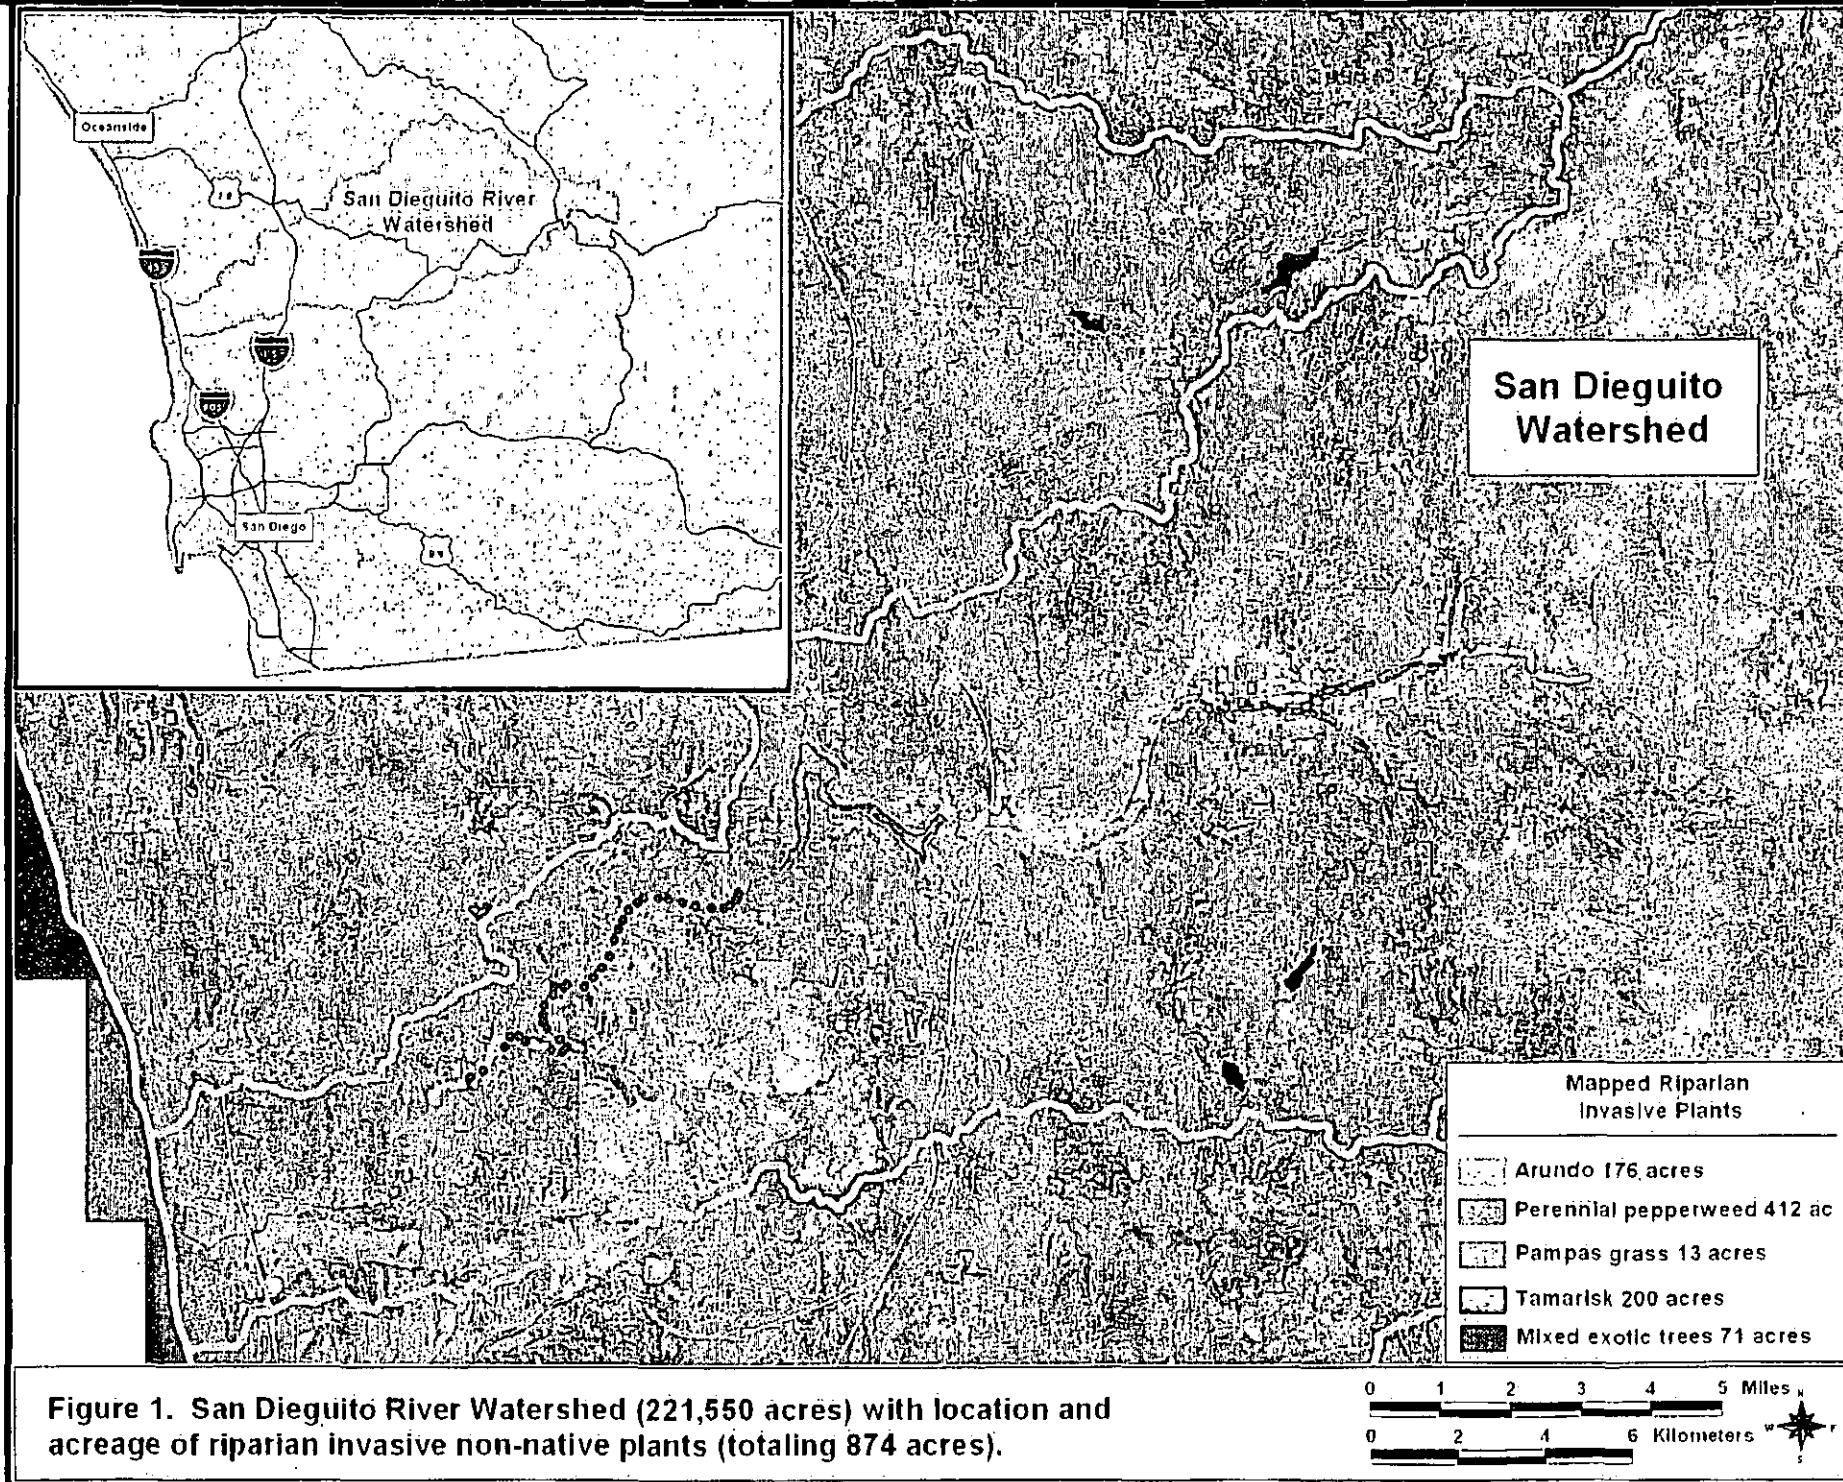 Oceanside
San Dieguito River
Watershed
San Diego
San Dieguito
Watershed
Mapped Riparian
Invasive Plants
Arundo 176 acres
Perennial pepperweed 412 ac
Pampas grass 13 acres
Tamarisk 200 acres
Mixed exotic trees 71 acres
Figure 1. San Dieguito River Watershed (221,550 acres) with location and
acreage of riparian invasive non-native plants (totaling 874 acres).
0 1 2 3 4 5 Miles
0 2 4 6 Kilometers
N
W
S